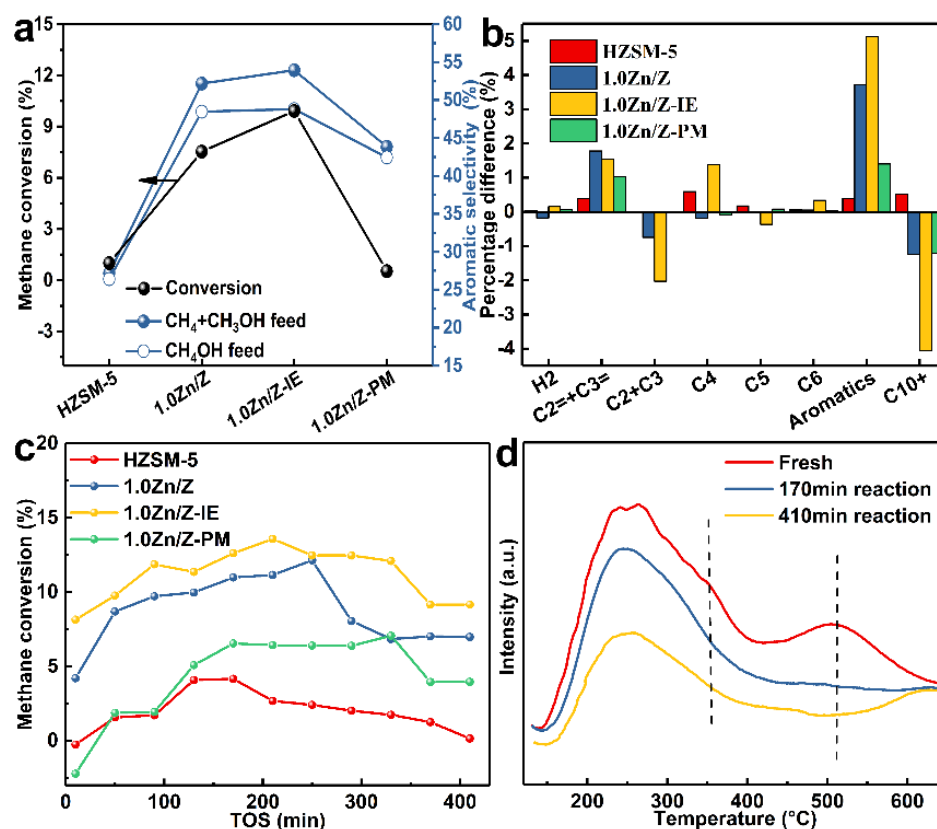 a
15
12
9
6
3
0
-3
60
55
50
45
40
35
30
25
20
15
Methane conversion (%)
Aromatic selectivity (%)
Conversion
CH₄+CH₃OH feed
CH₄OH feed
HZSM-5
1.0Zn/Z
1.0Zn/Z-IE
1.0Zn/Z-PM
b
HZSM-5
1.0Zn/Z
1.0Zn/Z-IE
1.0Zn/Z-PM
5
4
3
2
1
0
-1
-2
-3
-4
Percentage difference (%)
H2
C2=+C3=
C2+C3
C4
C5
C6
Aromatics
C10+
c
HZSM-5
1.0Zn/Z
1.0Zn/Z-IE
1.0Zn/Z-PM
20
15
10
5
0
Methane conversion (%)
0
100
200
300
400
TOS (min)
d
Fresh
170min reaction
410min reaction
Intensity (a.u.)
200
300
400
500
600
Temperature (°C)